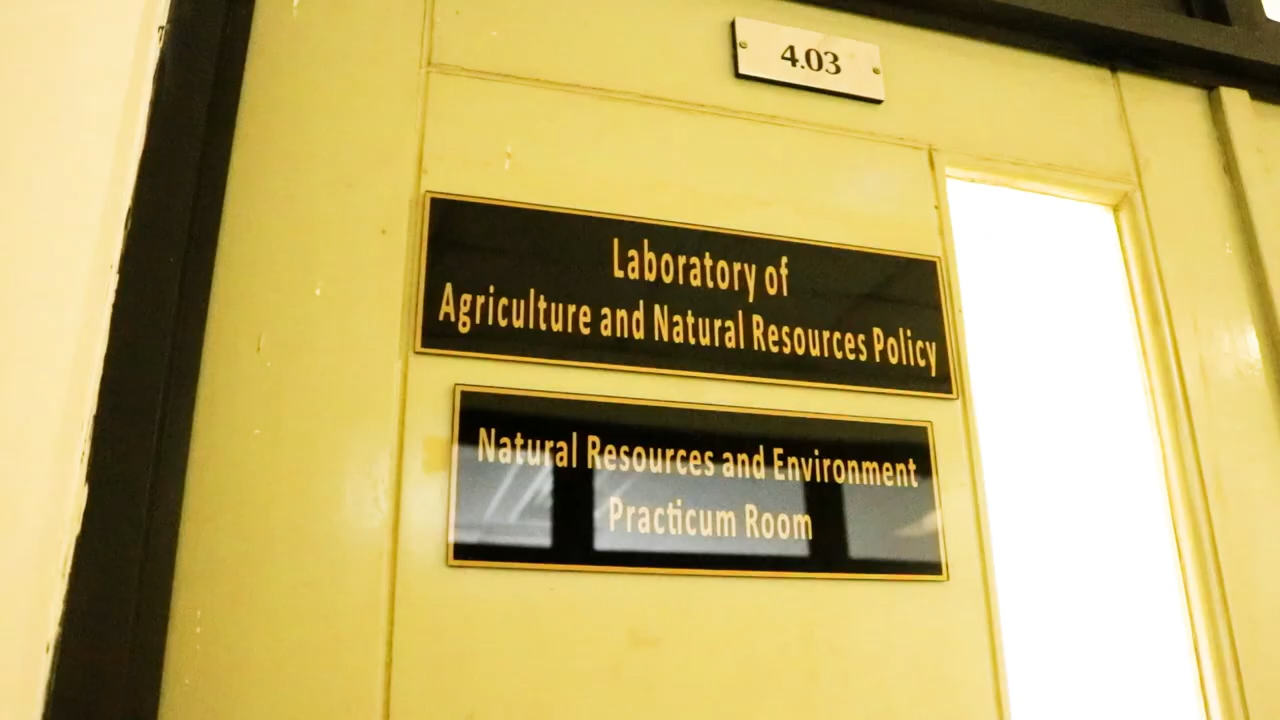 4.03
Laboratory of
Agriculture and Natural Resources Policy
Natural Resources and Environment
Practicum Room